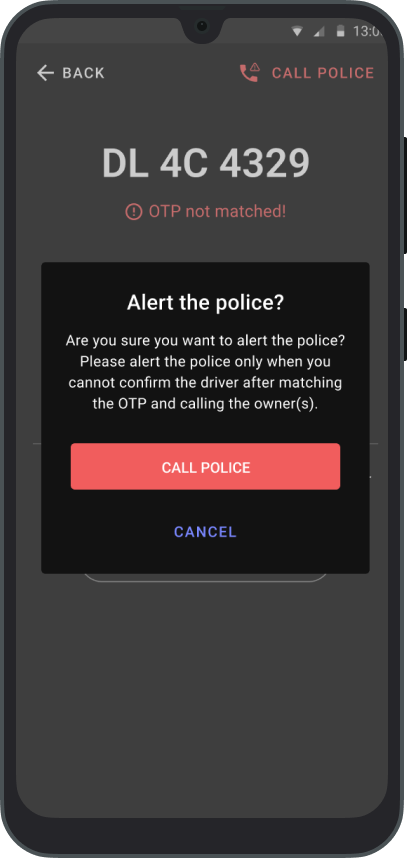 13:0
BACK
CALL POLICE
DL 4C 4329
OTP not matched!
Alert the police?
Are you sure you want to alert the police?
Please alert the police only when you
cannot confirm the driver after matching
the OTP and calling the owner(s).
CALL POLICE
CANCEL